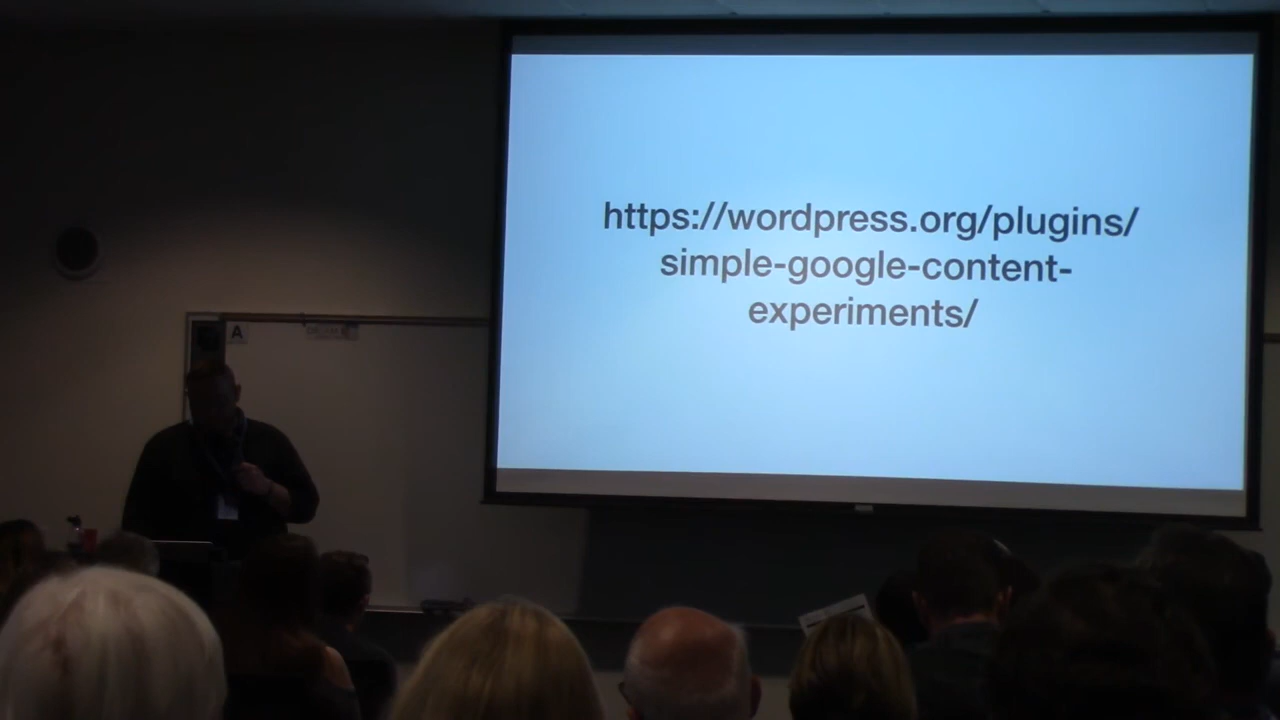 https://wordpress.org/plugins/
simple-google-content-
experiments/
A